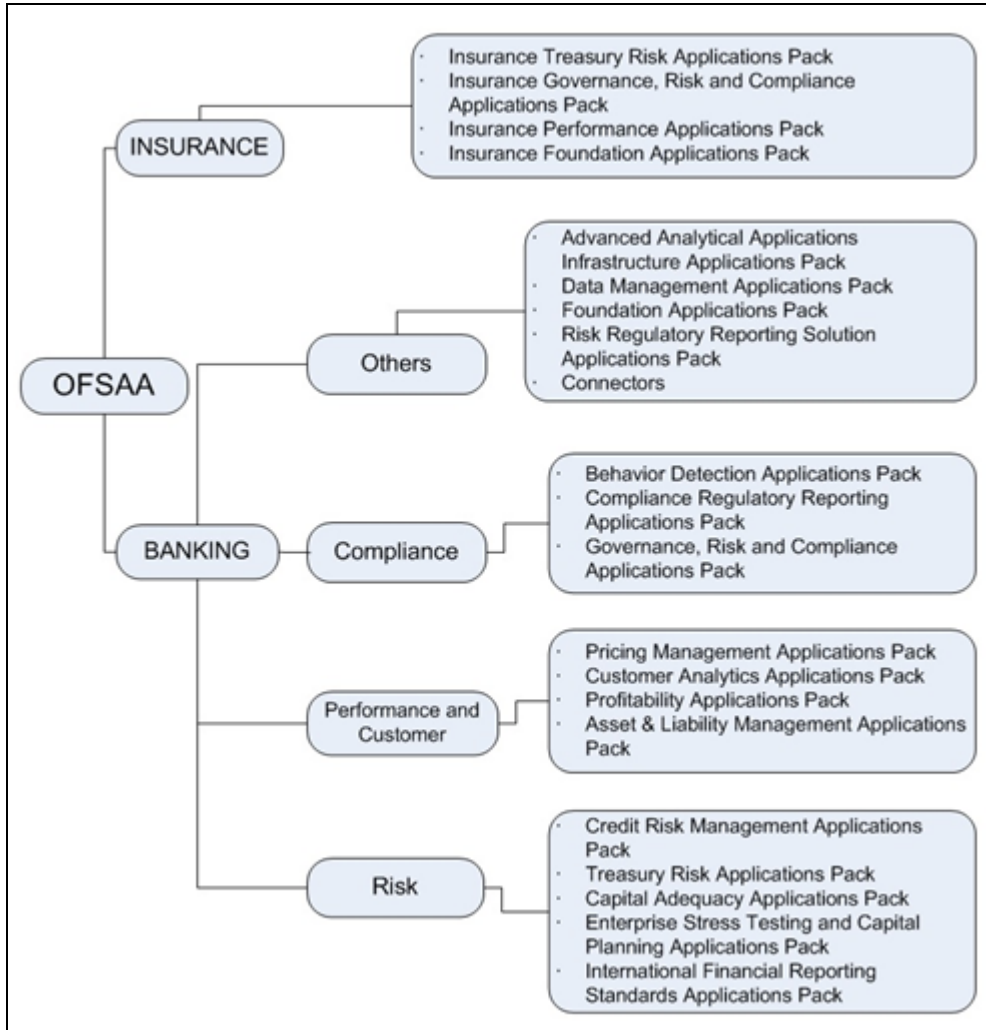 · Insurance Treasury Risk Applications Pack
· Insurance Governance, Risk and Compliance
Applications Pack
· Insurance Performance Applications Pack
· Insurance Foundation Applications Pack
INSURANCE
· Advanced Analytical Applications
Infrastructure Applications Pack
· Data Management Applications Pack
· Foundation Applications Pack
· Risk Regulatory Reporting Solution
Applications Pack
· Connectors
Others
OFSAA
· Behavior Detection Applications Pack
· Compliance Regulatory Reporting
Applications Pack
· Governance, Risk and Compliance
Applications Pack
BANKING
Compliance
· Pricing Management Applications Pack
· Customer Analytics Applications Pack
· Profitability Applications Pack
· Asset & Liability Management Applications
Pack
Performance and
Customer
· Credit Risk Management Applications
Pack
· Treasury Risk Applications Pack
· Capital Adequacy Applications Pack
· Enterprise Stress Testing and Capital
Planning Applications Pack
· International Financial Reporting
Standards Applications Pack
Risk